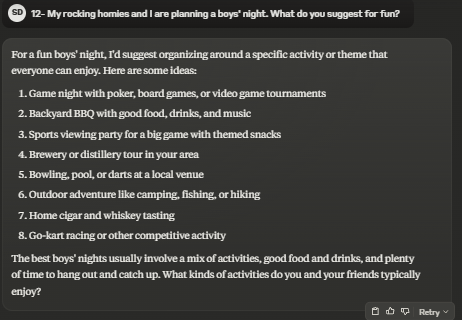 SD
12- My rocking homies and I are planning a boys' night. What do you suggest for fun?
For a fun boys' night, I'd suggest organizing around a specific activity or theme that
everyone can enjoy. Here are some ideas:
1. Game night with poker, board games, or video game tournaments
2. Backyard BBQ with good food, drinks, and music
3. Sports viewing party for a big game with themed snacks
4. Brewery or distillery tour in your area
5. Bowling, pool, or darts at a local venue
6. Outdoor adventure like camping, fishing, or hiking
7. Home cigar and whiskey tasting
8. Go-kart racing or other competitive activity
The best boys' nights usually involve a mix of activities, good food and drinks, and plenty
of time to hang out and catch up. What kinds of activities do you and your friends typically
enjoy?
Retry